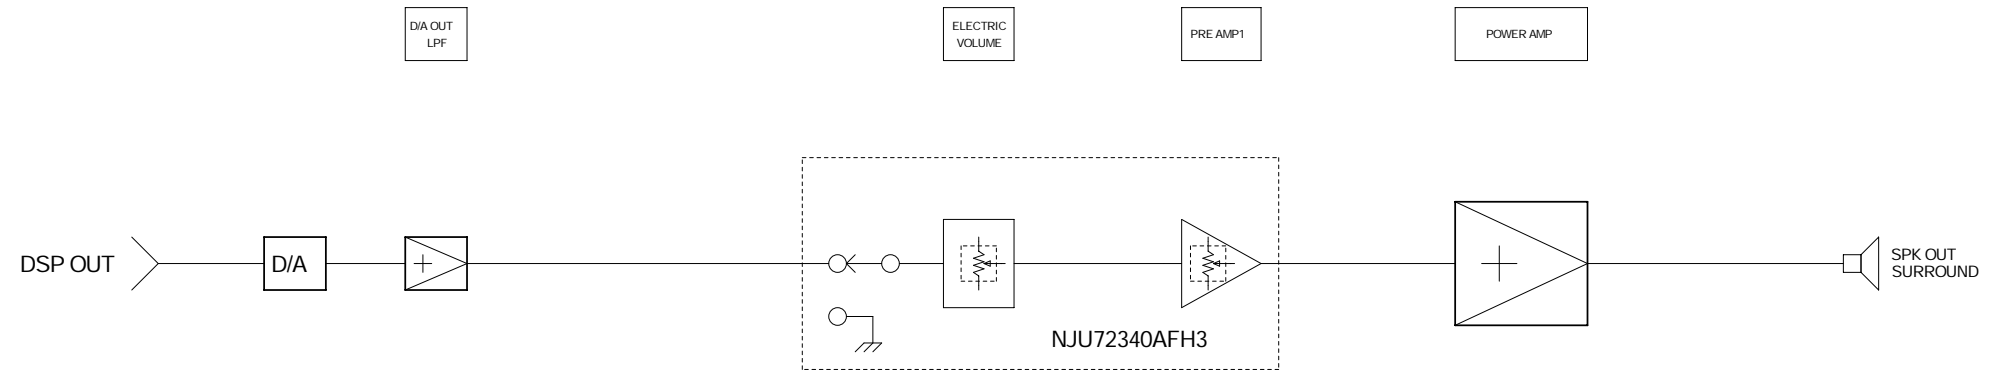 D/A OUT
LPF
ELECTRIC
VOLUME
PRE AMP1
POWER AMP
DSP OUT
D/A
NJU72340AFH3
SPK OUT
SURROUND